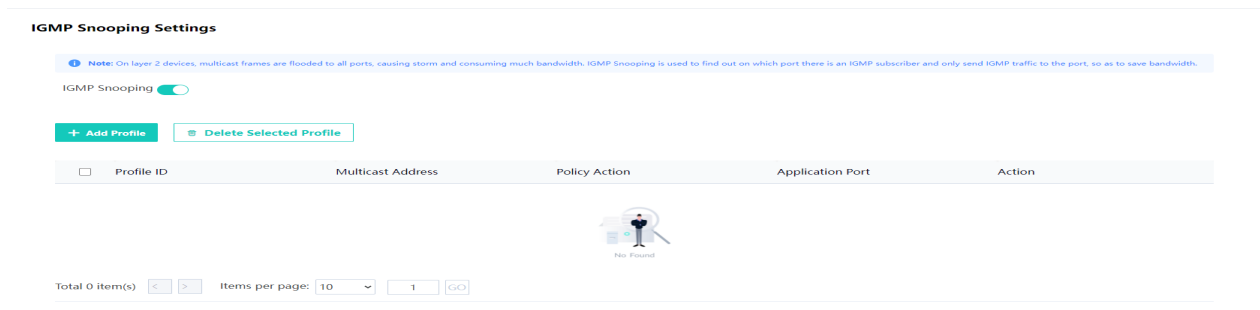 IGMP Snooping Settings
Note: On layer 2 devices, multicast frames are flooded to all ports, causing storm and consuming much bandwidth. IGMP Snooping is used to find out on which port there is an IGMP subscriber and only send IGMP traffic to the port, so as to save bandwidth.
IGMP Snooping
+ Add Profile Delete Selected Profile
Profile ID Multicast Address Policy Action Application Port Action
No Found
Total 0 item(s) < > Items per page: 10 1 GO